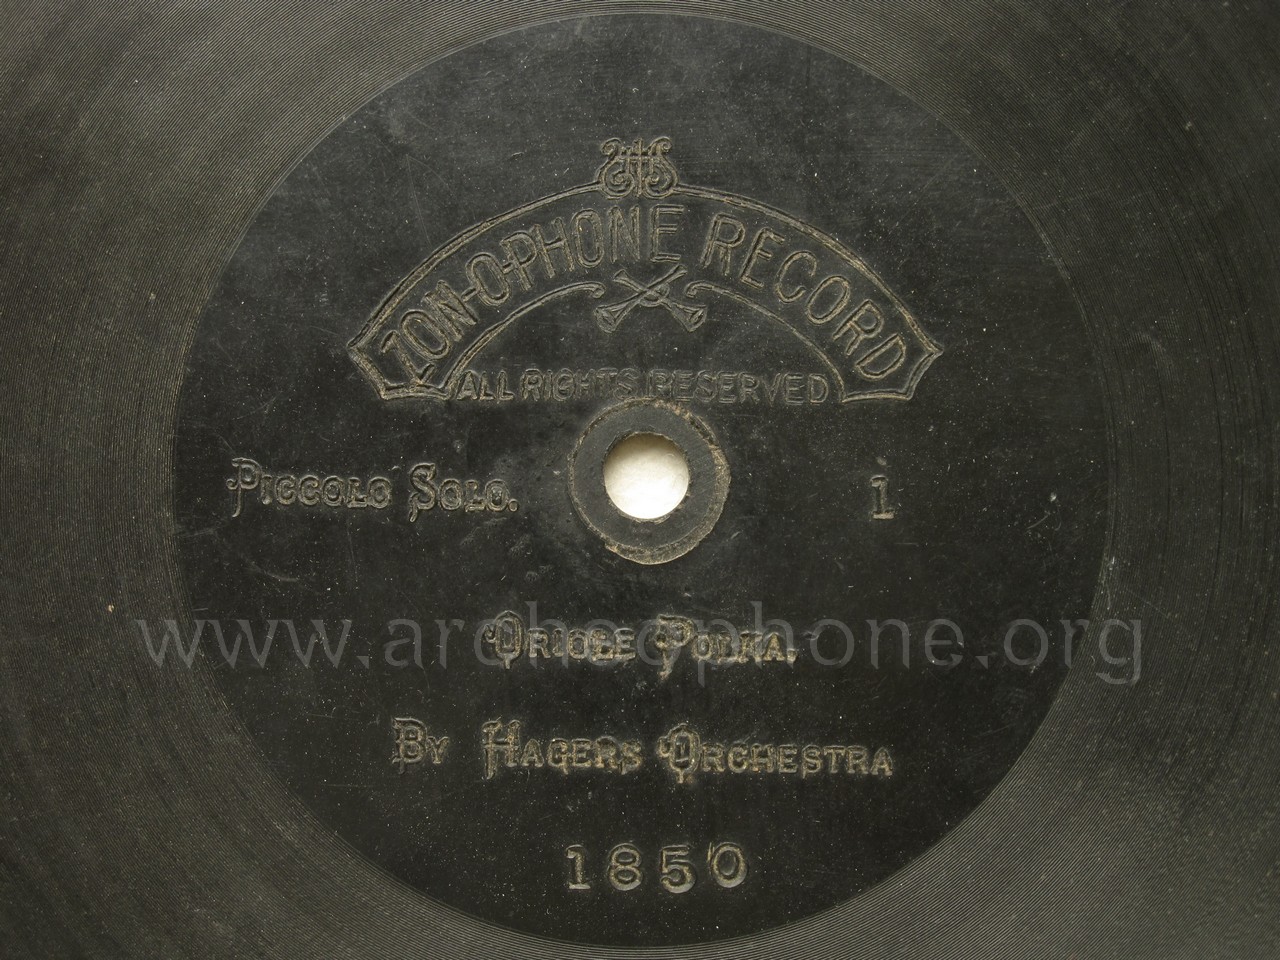 ZON-O-PHONE RECORD
ALL RIGHTS RESERVED
PICCOLO SOLO. 1
www.archeophone.org
ORIOLE POLKA.
BY HAGERS ORCHESTRA
1850